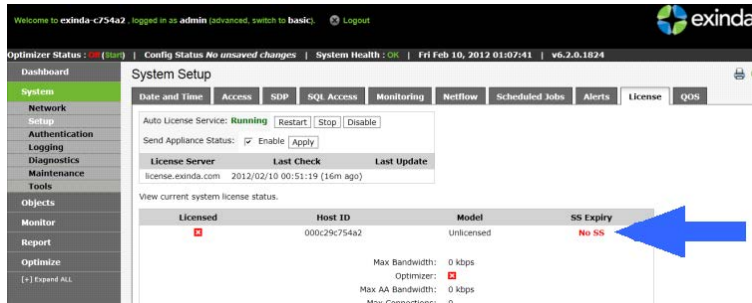 Welcome to exinda-c754a2 , logged in as admin (advanced, switch to basic). Logout
exinda
Optimizer Status : Off (Start) | Config Status No unsaved changes | System Health : OK | Fri Feb 10, 2012 01:07:41 | v6.2.0.1824
Dashboard
System
Network
Setup
Authentication
Logging
Diagnostics
Maintenance
Tools
Objects
Monitor
Report
Optimize
[+] Expand ALL
System Setup
Date and Time Access SDP SQL Access Monitoring Netflow Scheduled Jobs Alerts License QOS
Auto License Service: Running Restart Stop Disable
Send Appliance Status: Enable Apply
License Server Last Check Last Update
license.exinda.com 2012/02/10 00:51:19 (16m ago)
View current system license status.
Licensed Host ID Model SS Expiry
000c29c754a2 Unlicensed No SS
Max Bandwidth: 0 kbps
Optimizer:
Max AA Bandwidth: 0 kbps
Max Connections: 0